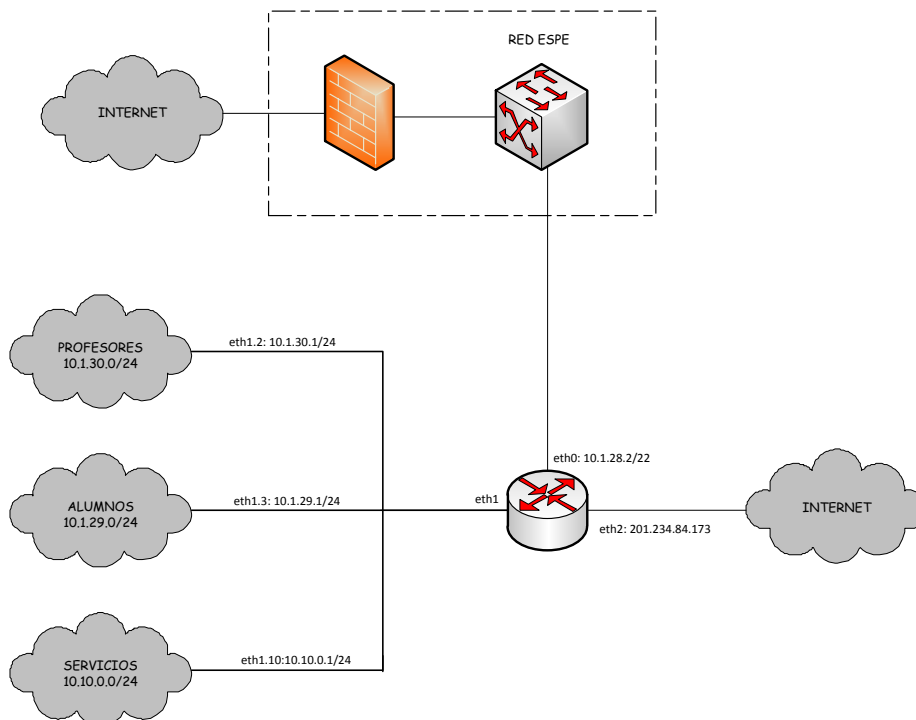 RED ESPE
INTERNET
PROFESORES
10.1.30.0/24
eth1.2: 10.1.30.1/24
eth0: 10.1.28.2/22
ALUMNOS
10.1.29.0/24
eth1.3: 10.1.29.1/24
eth1
INTERNET
eth2: 201.234.84.173
SERVICIOS
10.10.0.0/24
eth1.10:10.10.0.1/24